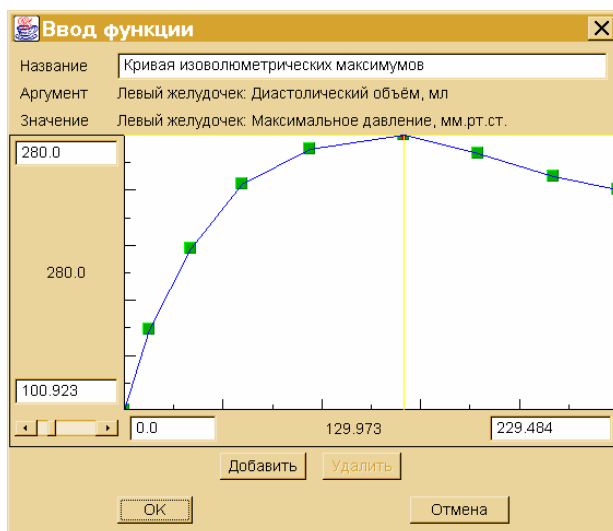 Ввод функции
Название Кривая изоволюметрических максимумов
Аргумент Левый желудочек: Диастолический объём, мл
Значение Левый желудочек: Максимальное давление, мм.рт.ст.
280.0
280.0
100.923
0.0 129.973 229.484
Добавить Удалить
OK Отмена